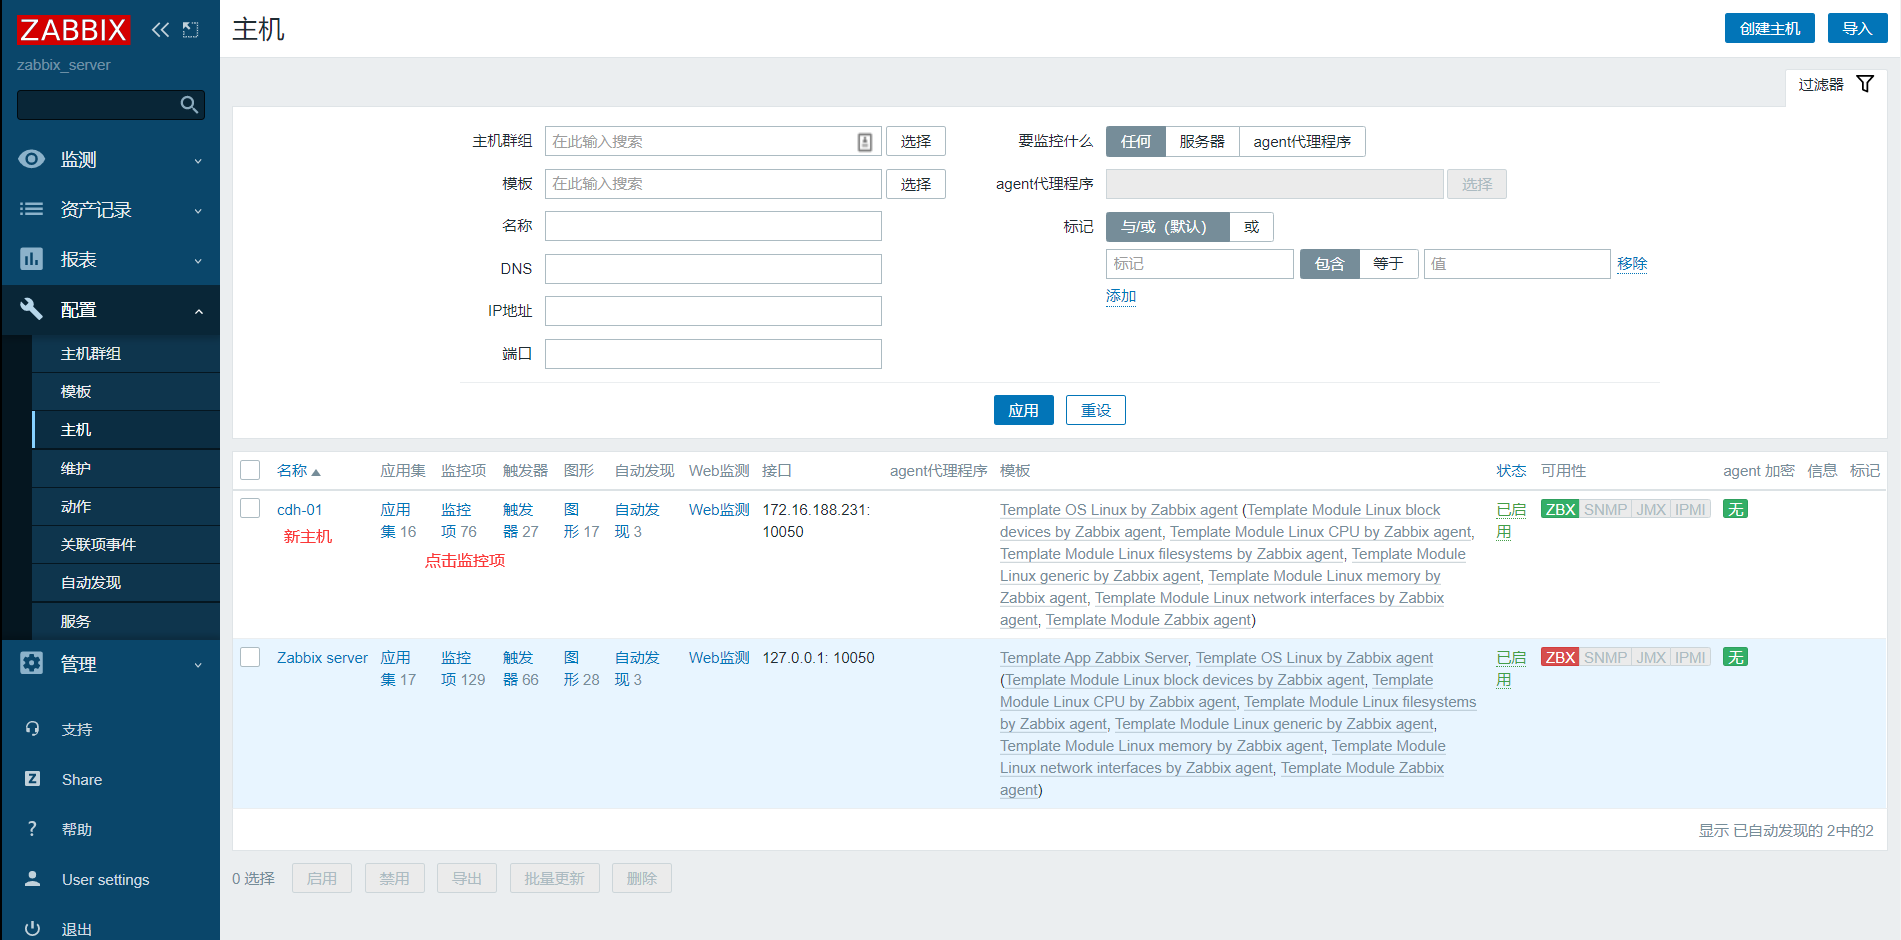 ZABBIX
zabbix_server
监测
资产记录
报表
配置
主机群组
模板
主机
维护
动作
关联项事件
自动发现
服务
管理
支持
Share
帮助
User settings
退出
主机
创建主机 导入
过滤器
主机群组 在此输入搜索 选择
模板 在此输入搜索 选择
名称
DNS
IP地址
端口
要监控什么 任何 服务器 agent代理程序
agent代理程序 选择
标记 与/或（默认） 或
标记 包含 等于 值 移除
添加
应用 重设
名称 应用集 监控项 触发器 图形 自动发现 Web监测 接口 agent代理程序 模板 状态 可用性 agent 加密 信息 标记
cdh-01
新主机
应用
集 16
监控
项 76
点击监控项
触发
器 27
图
形 17
自动发
现 3
Web监测
172.16.188.231:
10050
Template OS Linux by Zabbix agent (Template Module Linux block
devices by Zabbix agent, Template Module Linux CPU by Zabbix agent,
Template Module Linux filesystems by Zabbix agent, Template Module
Linux generic by Zabbix agent, Template Module Linux memory by
Zabbix agent, Template Module Linux network interfaces by Zabbix
agent, Template Module Zabbix agent)
已启
用
ZBX SNMP JMX IPMI
无
Zabbix server
应用
集 17
监控
项 129
触发
器 66
图
形 28
自动发
现 3
Web监测
127.0.0.1: 10050
Template App Zabbix Server, Template OS Linux by Zabbix agent
(Template Module Linux block devices by Zabbix agent, Template
Module Linux CPU by Zabbix agent, Template Module Linux filesystems
by Zabbix agent, Template Module Linux generic by Zabbix agent,
Template Module Linux memory by Zabbix agent, Template Module
Linux network interfaces by Zabbix agent, Template Module Zabbix
agent)
已启
用
ZBX SNMP JMX IPMI
无
显示 已自动发现的 2中的2
0 选择 启用 禁用 导出 批量更新 删除